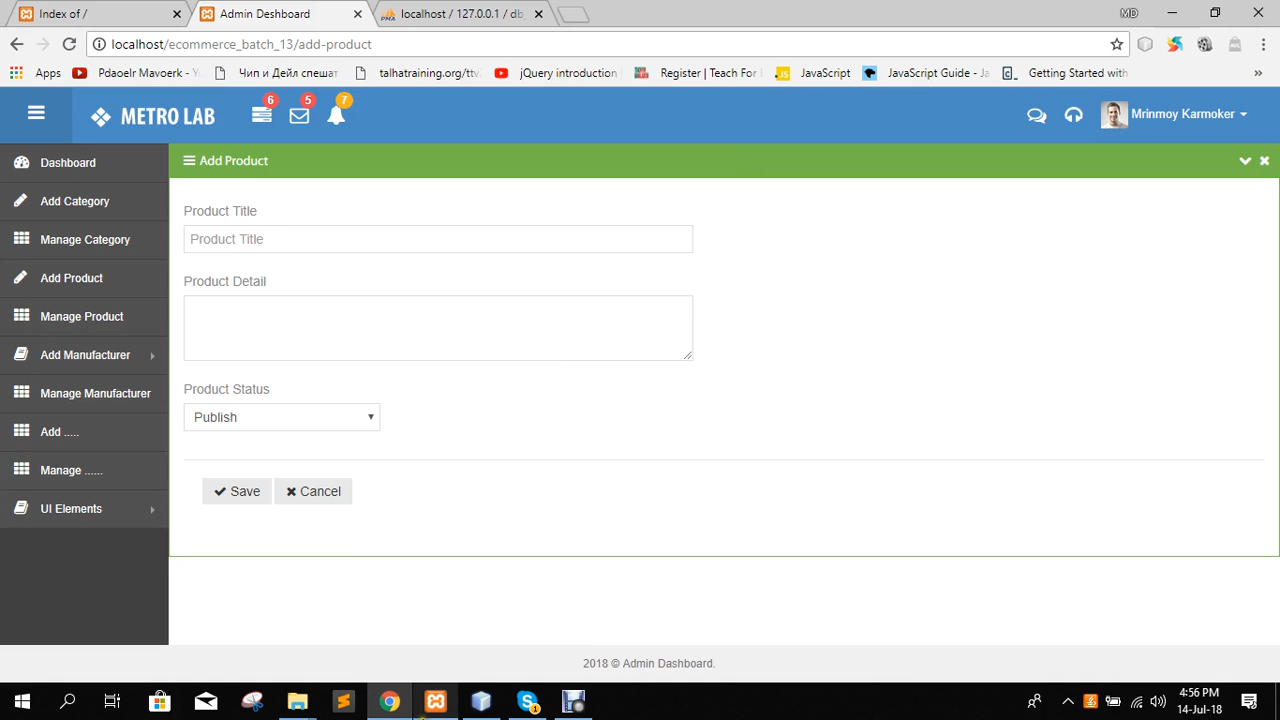 Index of /
Admin Deshboard
localhost / 127.0.0.1 / db
MD
localhost/ecommerce_batch_13/add-product
Apps
Pdaoelr Mavoerk - Y
Чип и Дейл спешат
talhatraining.org/ttv
jQuery introduction
Register | Teach For
JavaScript
JavaScript Guide - Ja
Getting Started with
»
METRO LAB
6
5
7
Mrinmoy Karmoker
Dashboard
Add Category
Manage Category
Add Product
Manage Product
Add Manufacturer
Manage Manufacturer
Add .....
Manage ......
UI Elements
Add Product
Product Title
Product Title
Product Detail
Product Status
Publish
Save
Cancel
2018 © Admin Dashboard.
4:56 PM
14-Jul-18